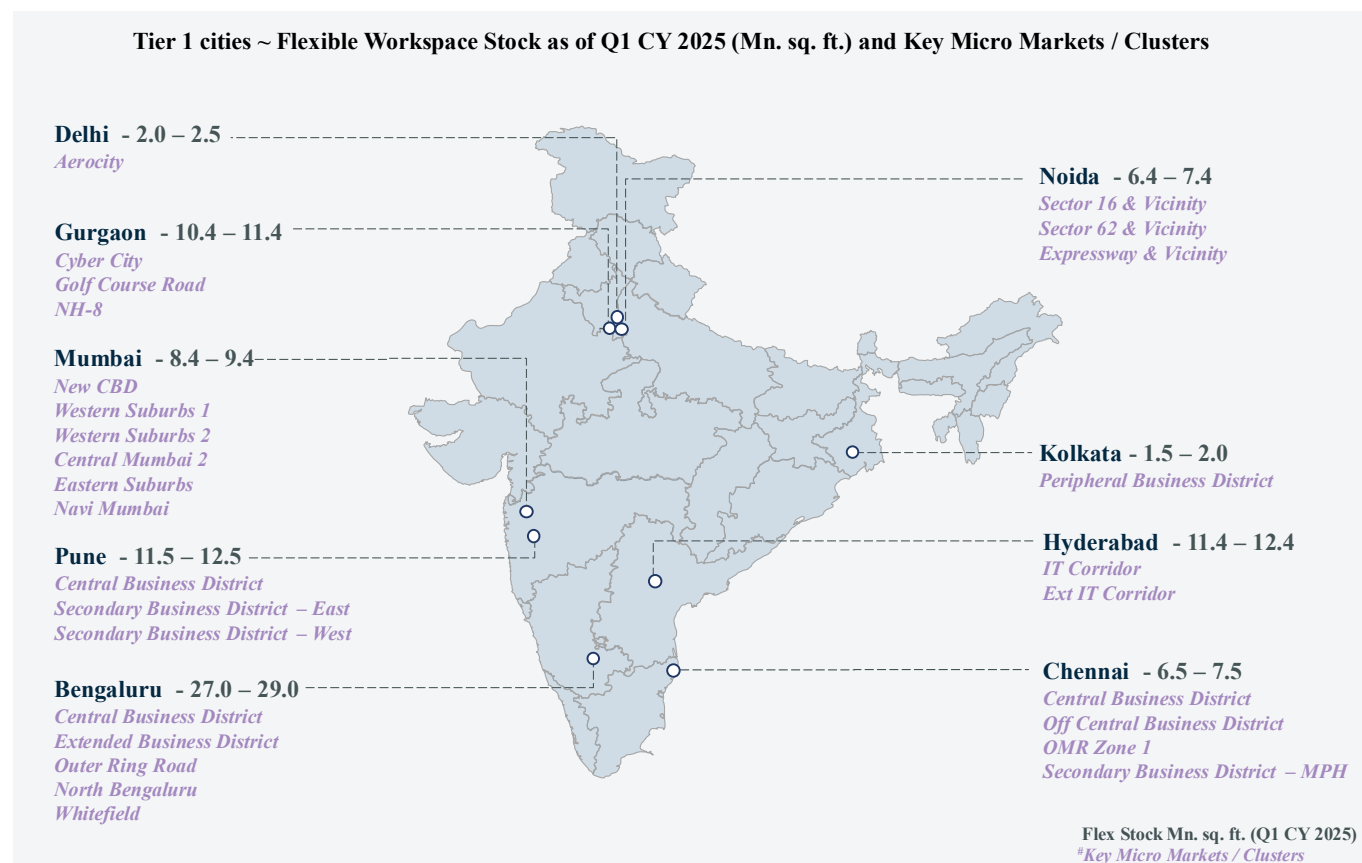 Tier 1 cities ~ Flexible Workspace Stock as of Q1 CY 2025 (Mn. sq. ft.) and Key Micro Markets / Clusters
Delhi - 2.0 – 2.5
Aerocity
Gurgaon - 10.4 – 11.4
Cyber City
Golf Course Road
NH-8
Mumbai - 8.4 – 9.4
New CBD
Western Suburbs 1
Western Suburbs 2
Central Mumbai 2
Eastern Suburbs
Navi Mumbai
Pune - 11.5 – 12.5
Central Business District
Secondary Business District – East
Secondary Business District – West
Bengaluru - 27.0 – 29.0
Central Business District
Extended Business District
Outer Ring Road
North Bengaluru
Whitefield
Noida - 6.4 – 7.4
Sector 16 & Vicinity
Sector 62 & Vicinity
Expressway & Vicinity
Kolkata - 1.5 – 2.0
Peripheral Business District
Hyderabad - 11.4 – 12.4
IT Corridor
Ext IT Corridor
Chennai - 6.5 – 7.5
Central Business District
Off Central Business District
OMR Zone 1
Secondary Business District – MPH
Flex Stock Mn. sq. ft. (Q1 CY 2025)
#Key Micro Markets / Clusters